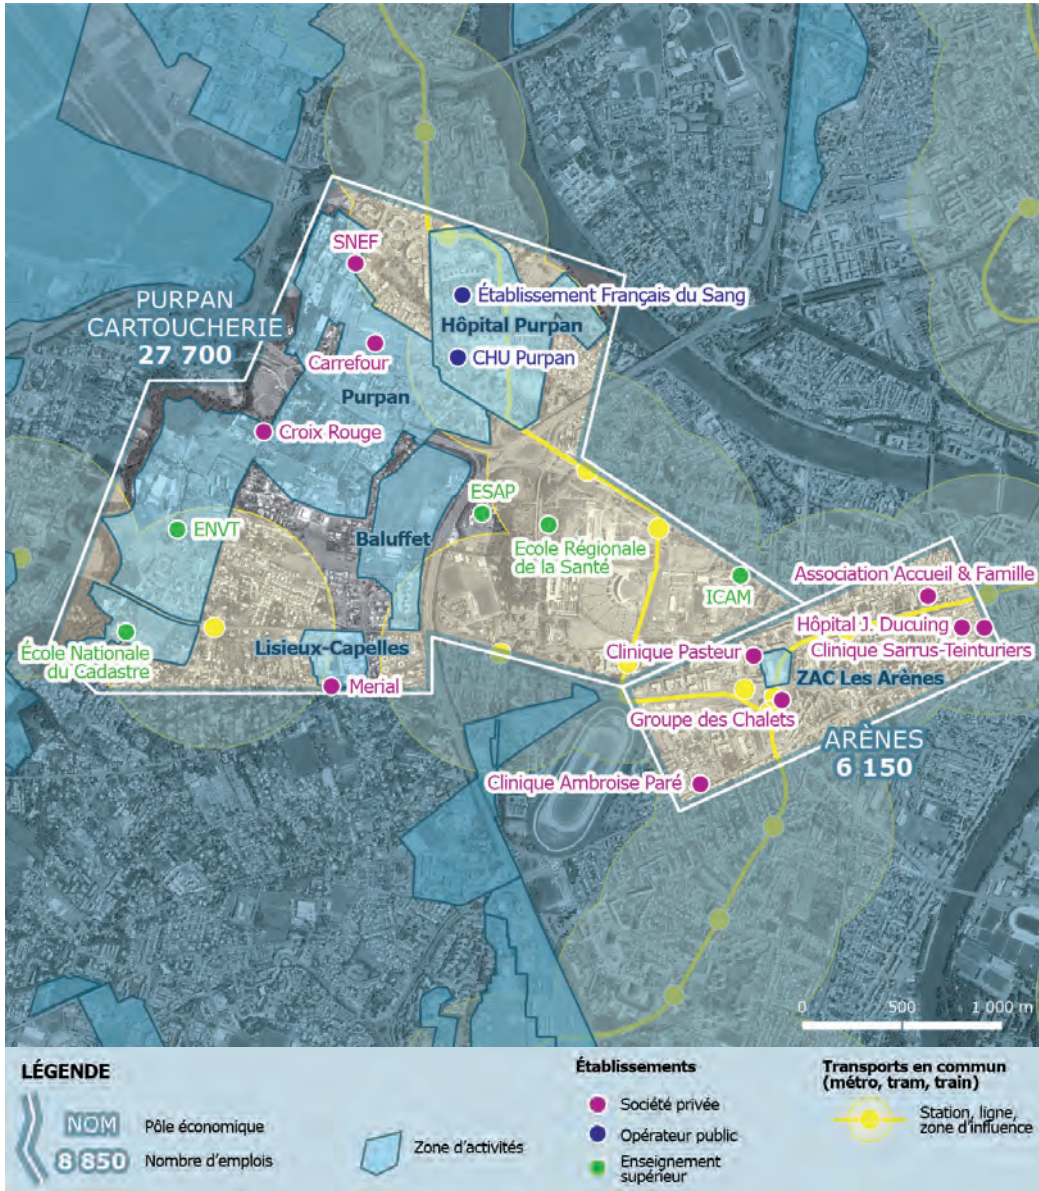 SNEF
PURPAN
CARTOUCHERIE
27 700
Établissement Français du Sang
Hôpital Purpan
CHU Purpan
Carrefour
Purpan
Croix Rouge
ESAP
ENVT
Baluffet
Ecole Régionale
de la Santé
ICAM
Association Accueil & Famille
École Nationale
du Cadastre
Lisieux-Capelles
Merial
Hôpital J. Ducuing
Clinique Pasteur
Clinique Sarrus-Teinturiers
ZAC Les Arènes
Groupe des Chalets
ARÈNES
6 150
Clinique Ambroise Paré
0 500 1 000 m
LÉGENDE
NOM Pôle économique
8 850 Nombre d'emplois
Zone d'activités
Établissements
Société privée
Opérateur public
Enseignement
supérieur
Transports en commun
(métro, tram, train)
Station, ligne,
zone d'influence